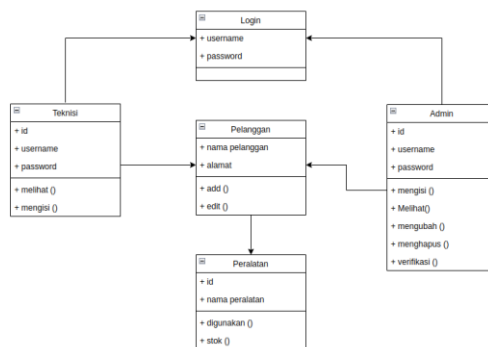 Login
+ username
+ password
Teknisi
+ id
+ username
+ password
+ melihat ()
+ mengisi ()
Pelanggan
+ nama pelanggan
+ alamat
+ add ()
+ edit ()
Admin
+ id
+ username
+ password
+ mengisi ()
+ Melihat()
+ mengubah ()
+ menghapus ()
+ verifikasi ()
Peralatan
+ id
+ nama peralatan
+ digunakan ()
+ stok ()